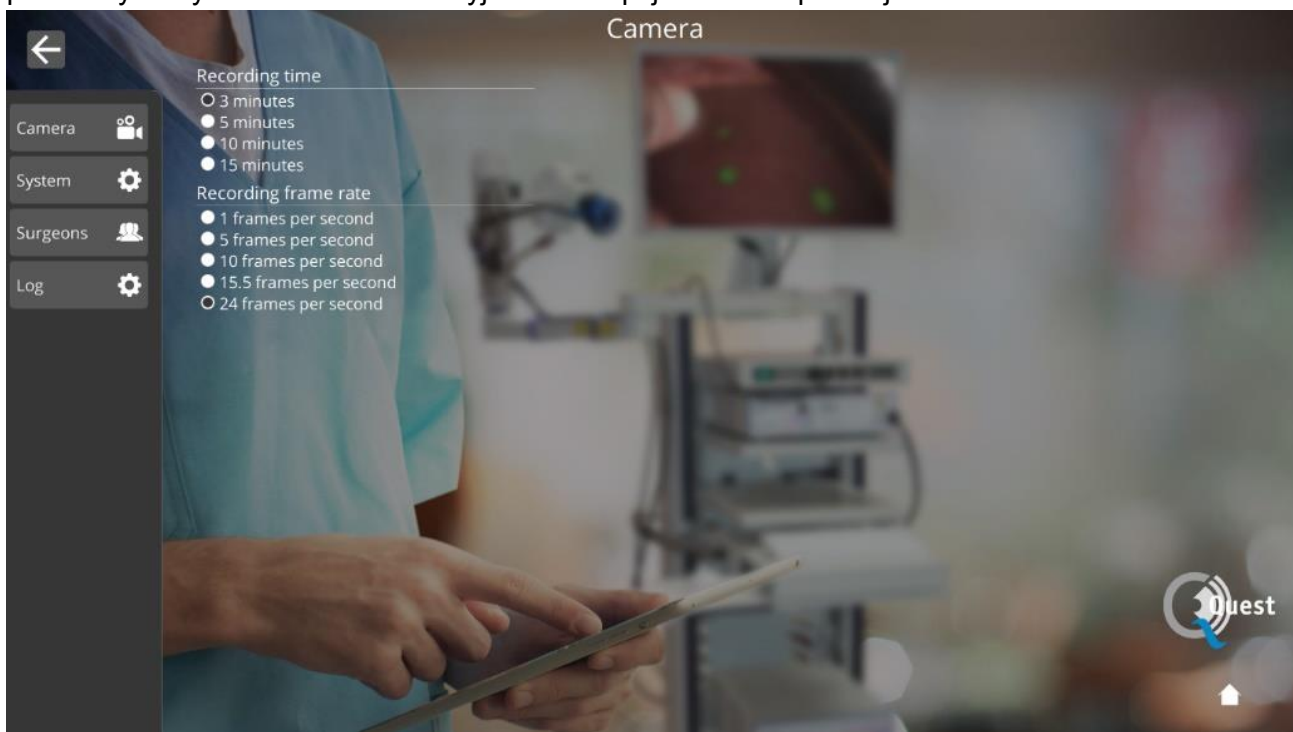 Camera
Camera
System
Surgeons
Log
Recording time
3 minutes
5 minutes
10 minutes
15 minutes
Recording frame rate
1 frames per second
5 frames per second
10 frames per second
15.5 frames per second
24 frames per second
Quest